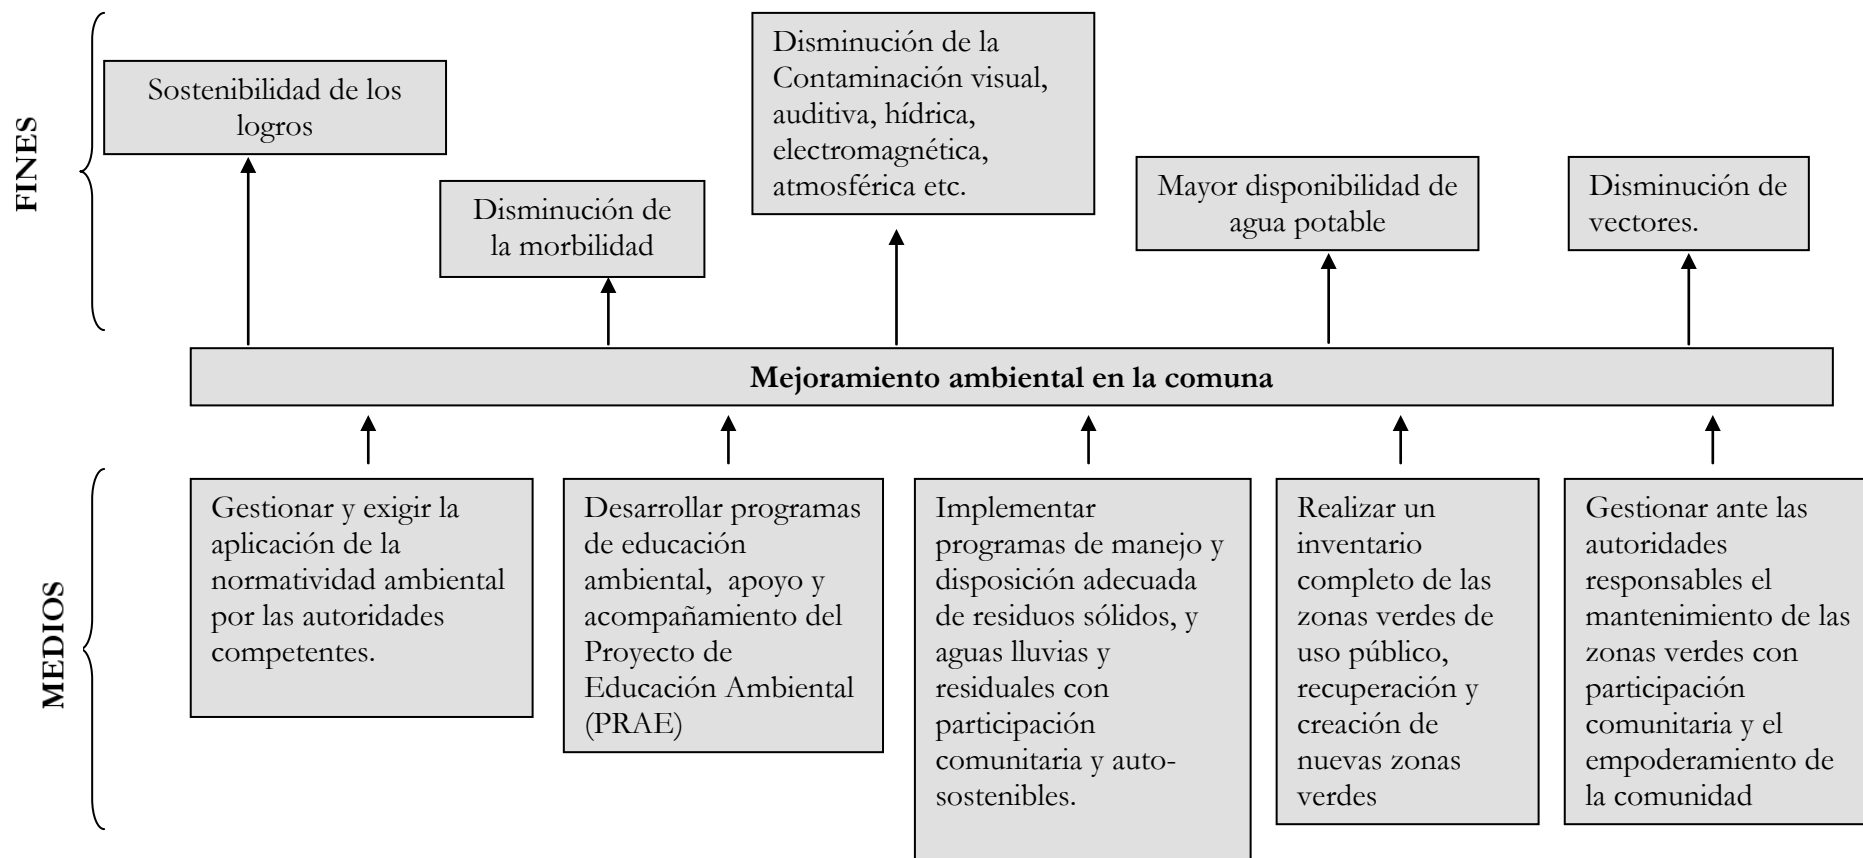 FINES
Sostenibilidad de los
logros
Disminución de
la morbilidad
Disminución de la
Contaminación visual,
auditiva, hídrica,
electromagnética,
atmosférica etc.
Mayor disponibilidad de
agua potable
Disminución de
vectores.
Mejoramiento ambiental en la comuna
MEDIOS
Gestionar y exigir la
aplicación de la
normatividad ambiental
por las autoridades
competentes.
Desarrollar programas
de educación
ambiental, apoyo y
acompañamiento del
Proyecto de
Educación Ambiental
(PRAE)
Implementar
programas de manejo y
disposición adecuada
de residuos sólidos, y
aguas lluvias y
residuales con
participación
comunitaria y auto-
sostenibles.
Realizar un
inventario
completo de las
zonas verdes de
uso público,
recuperación y
creación de
nuevas zonas
verdes
Gestionar ante las
autoridades
responsables el
mantenimiento de las
zonas verdes con
participación
comunitaria y el
empoderamiento de
la comunidad